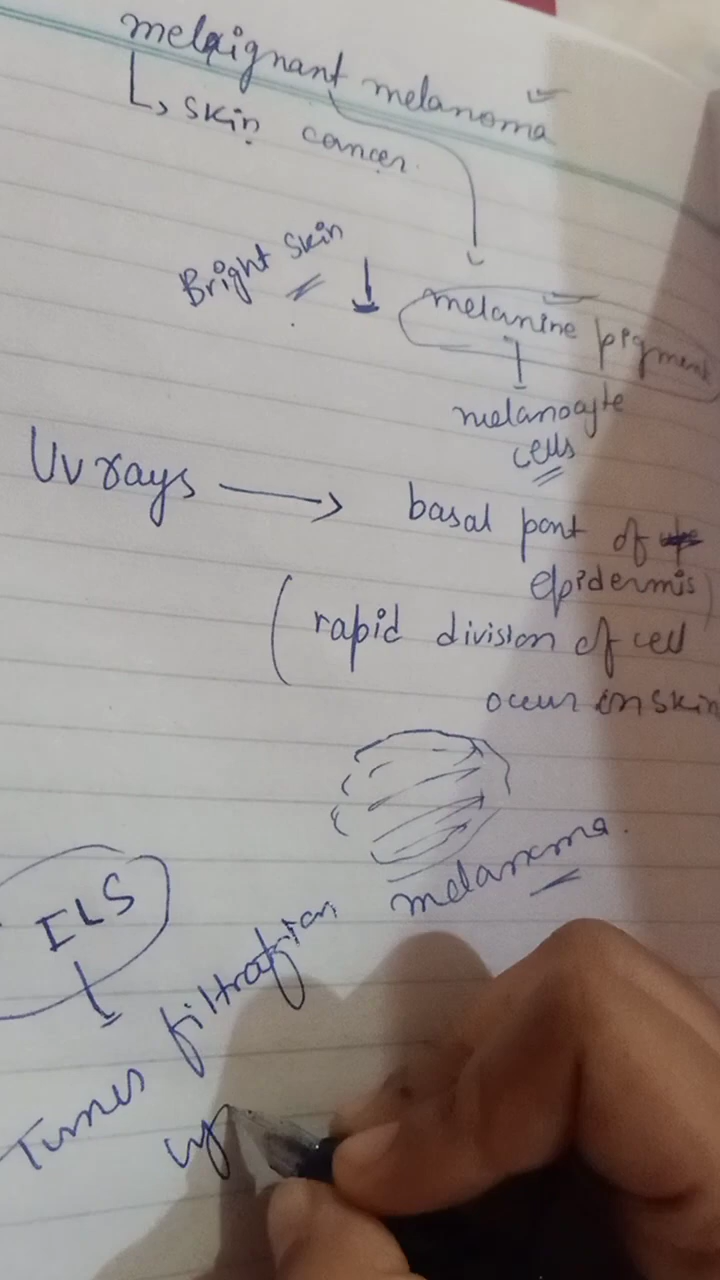 melaignant melanoma
↳ skin cancer.
Bright skin
melanine pigment
melanocyte
cells
UV rays → basal part of
epidermis
(rapid division of cell
occur in skin
melanoma.
ILS
Tumer filtration